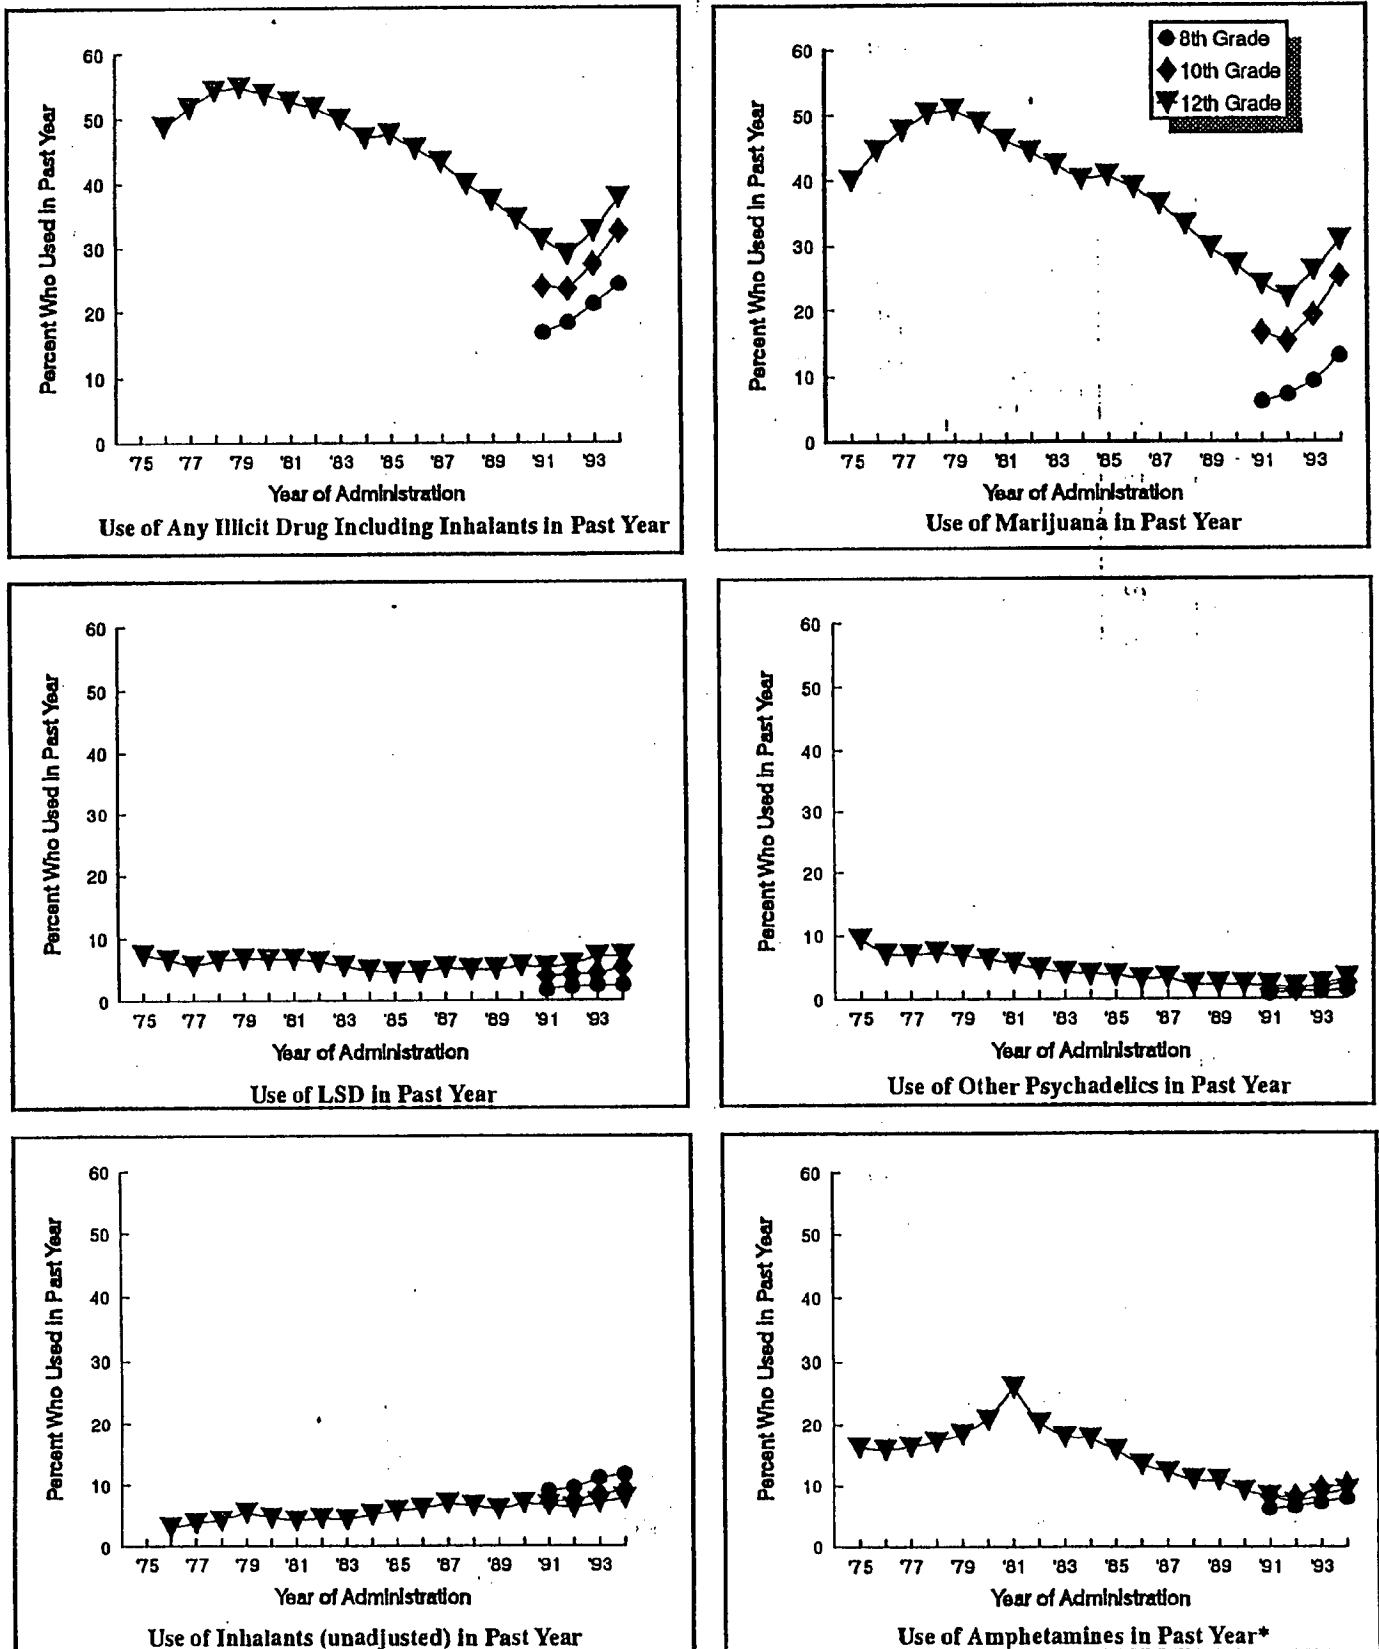 60
50
40
30
20
10
0
Percent Who Used in Past Year
'75 '77 '79 '81 '83 '85 '87 '89 '91 '93
Year of Administration
Use of Any Illicit Drug Including Inhalants in Past Year
8th Grade
10th Grade
12th Grade
60
50
40
30
20
10
0
Percent Who Used in Past Year
'75 '77 '79 '81 '83 '85 '87 '89 '91 '93
Year of Administration
Use of Marijuana in Past Year
60
50
40
30
20
10
0
Percent Who Used in Past Year
'75 '77 '79 '81 '83 '85 '87 '89 '91 '93
Year of Administration
Use of LSD in Past Year
60
50
40
30
20
10
0
Percent Who Used in Past Year
'75 '77 '79 '81 '83 '85 '87 '89 '91 '93
Year of Administration
Use of Other Psychadelics in Past Year
60
50
40
30
20
10
0
Percent Who Used in Past Year
'75 '77 '79 '81 '83 '85 '87 '89 '91 '93
Year of Administration
Use of Inhalants (unadjusted) in Past Year
60
50
40
30
20
10
0
Percent Who Used in Past Year
'75 '77 '79 '81 '83 '85 '87 '89 '91 '93
Year of Administration
Use of Amphetamines in Past Year*